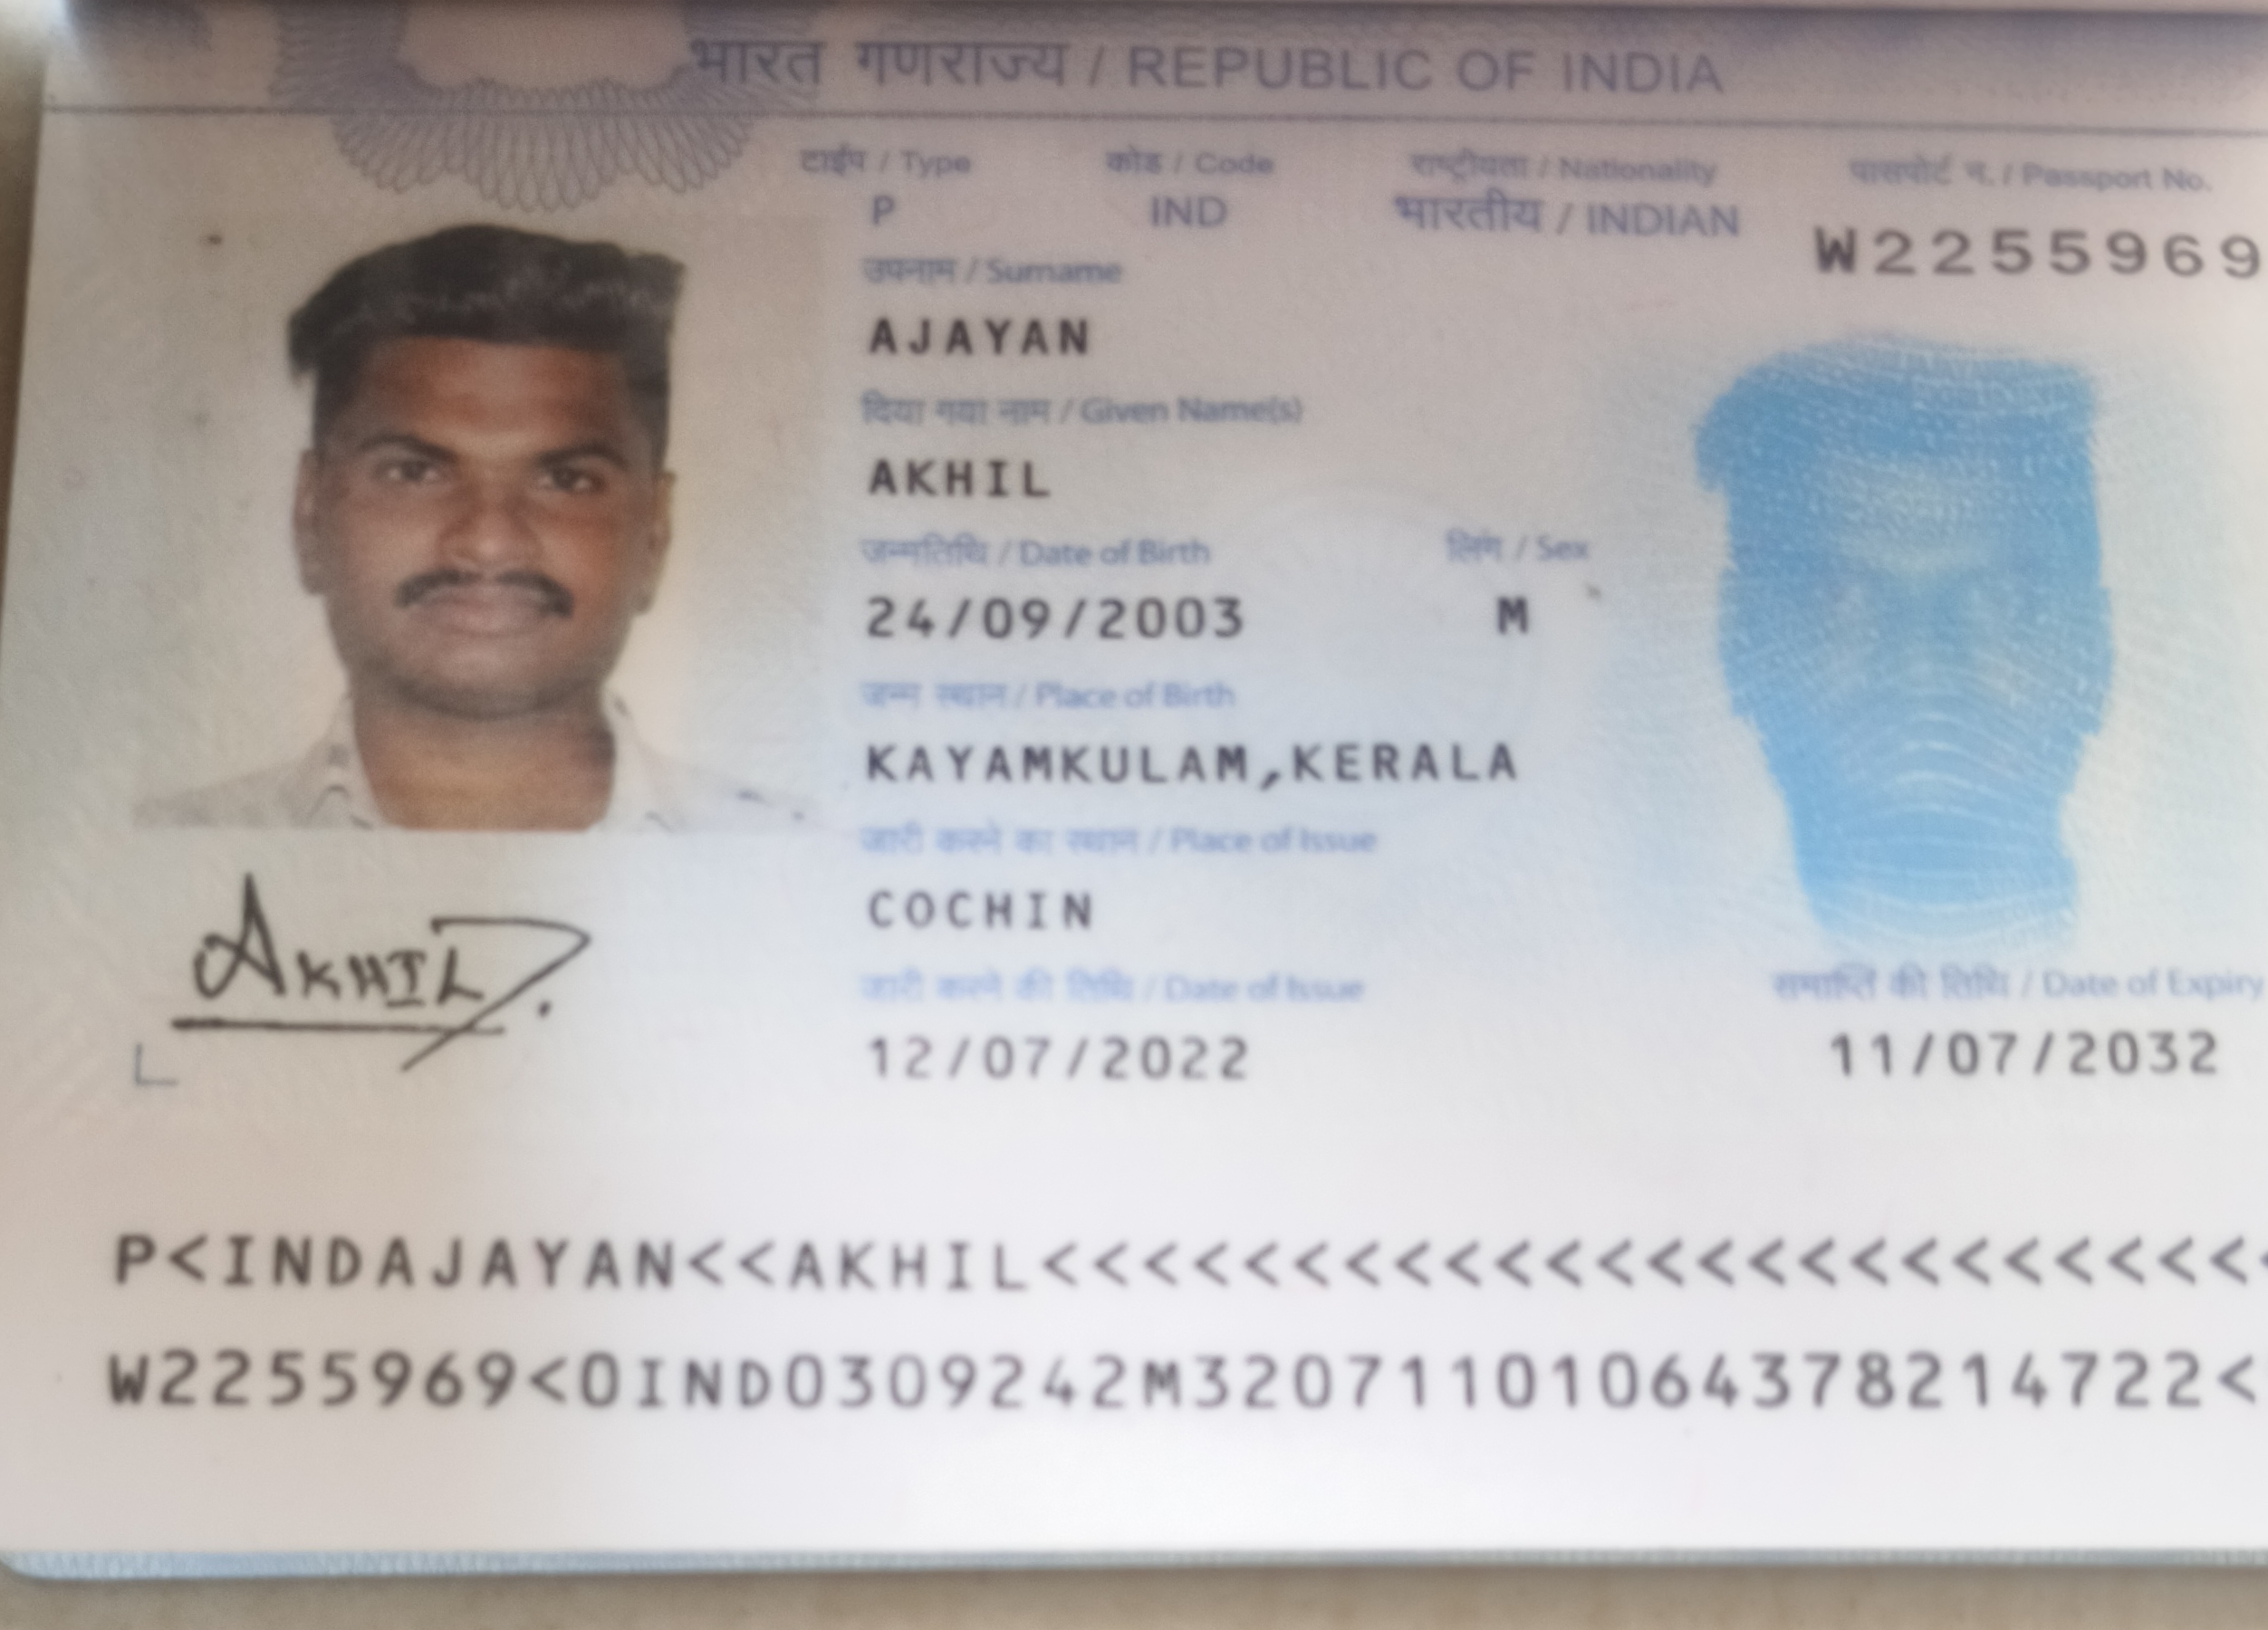 भारत गणराज्य / REPUBLIC OF INDIA
टाईप / Type कोड / Code राष्ट्रीयता / Nationality पासपोर्ट न. / Passport No.
P IND भारतीय / INDIAN W2255969
उपनाम / Surname
AJAYAN
दिया गया नाम / Given Name(s)
AKHIL
जन्मतिथि / Date of Birth लिंग / Sex
24/09/2003 M
जन्म स्थान / Place of Birth
KAYAMKULAM,KERALA
जारी करने का स्थान / Place of Issue
COCHIN
जारी करने की तिथि / Date of Issue समाप्ति की तिथि / Date of Expiry
12/07/2022 11/07/2032
AKHIL
P<INDAJAYAN<<AKHIL<<<<<<<<<<<<<<<<<<<<<<<<
W2255969<0IND0309242M32071101064378214722<